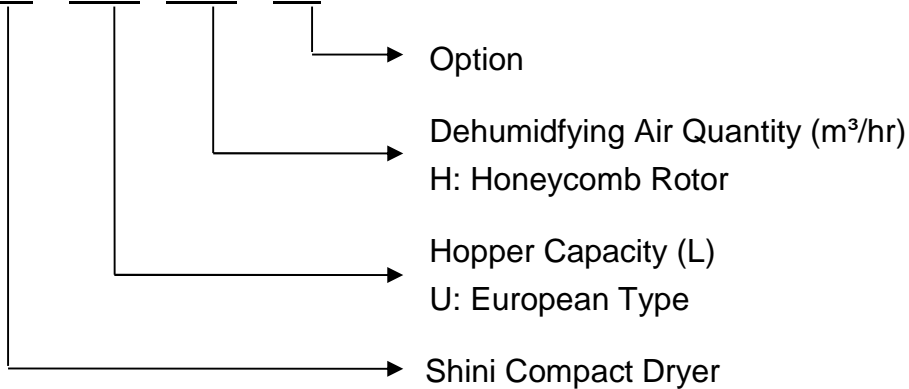 Option
Dehumidfying Air Quantity (m³/hr)
H: Honeycomb Rotor
Hopper Capacity (L)
U: European Type
Shini Compact Dryer